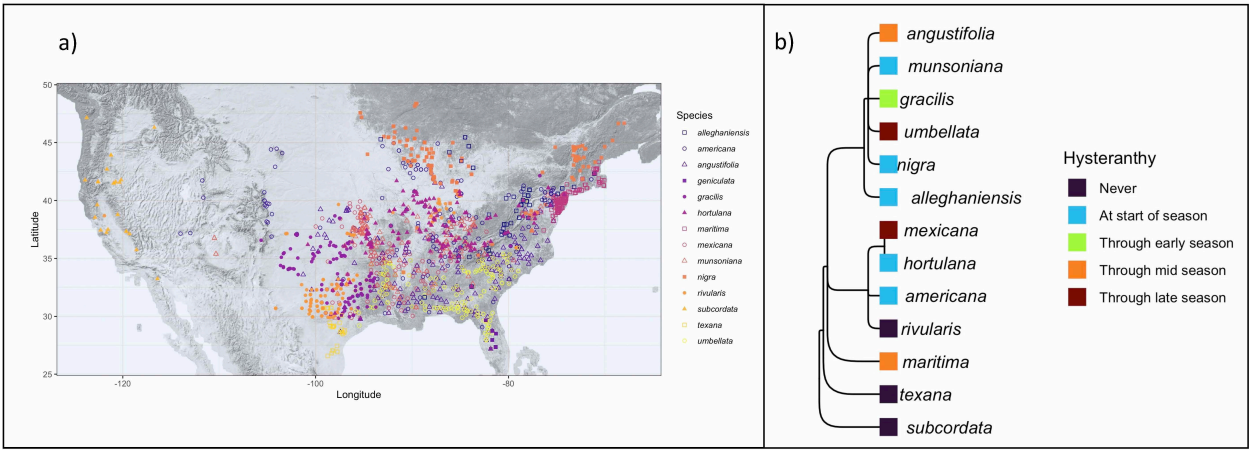 a)
50
45
40
35
30
25
Latitude
-120
-100
-80
Longitude
Species
alleghaniensis
americana
angustifolia
geniculata
gracilis
hortulana
maritima
mexicana
munsoniana
nigra
rivularis
subcordata
texana
umbellata
b)
angustifolia
munsoniana
gracilis
umbellata
nigra
alleghaniensis
mexicana
hortulana
americana
rivularis
maritima
texana
subcordata
Hysteranthy
Never
At start of season
Through early season
Through mid season
Through late season